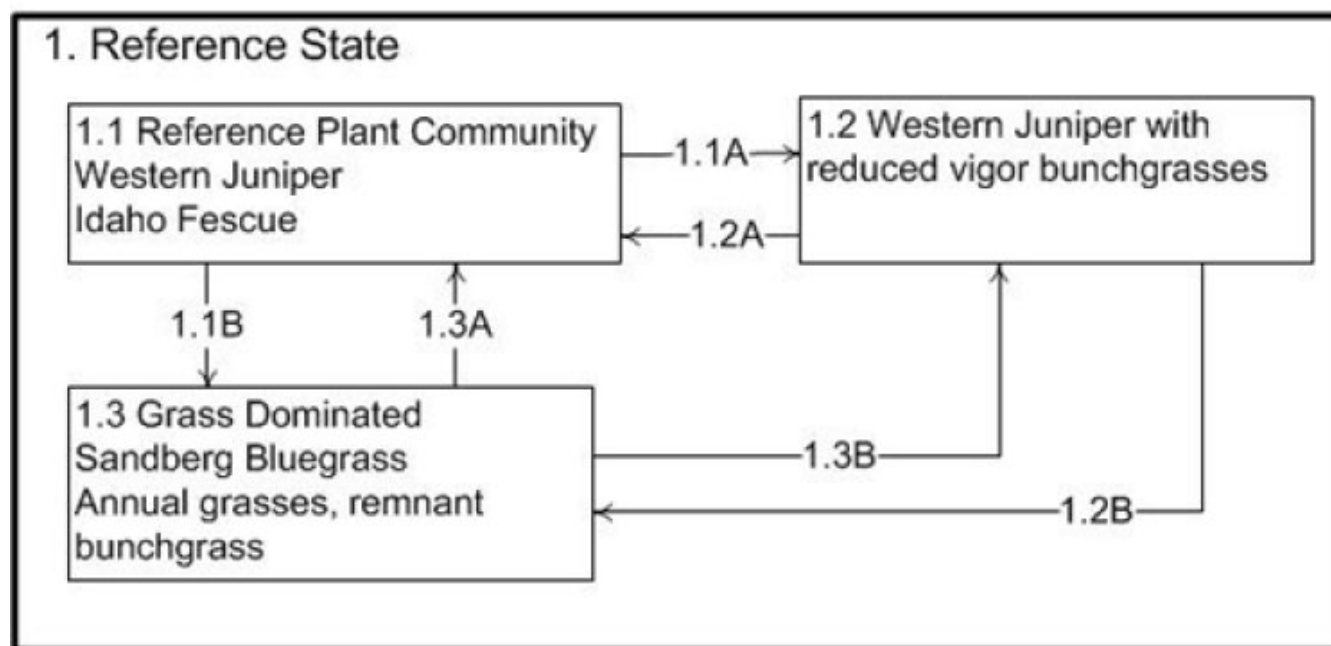 1. Reference State
1.1 Reference Plant Community
Western Juniper
Idaho Fescue
1.1A
1.2A
1.2 Western Juniper with
reduced vigor bunchgrasses
1.1B
1.3A
1.3 Grass Dominated
Sandberg Bluegrass
Annual grasses, remnant
bunchgrass
1.3B
1.2B